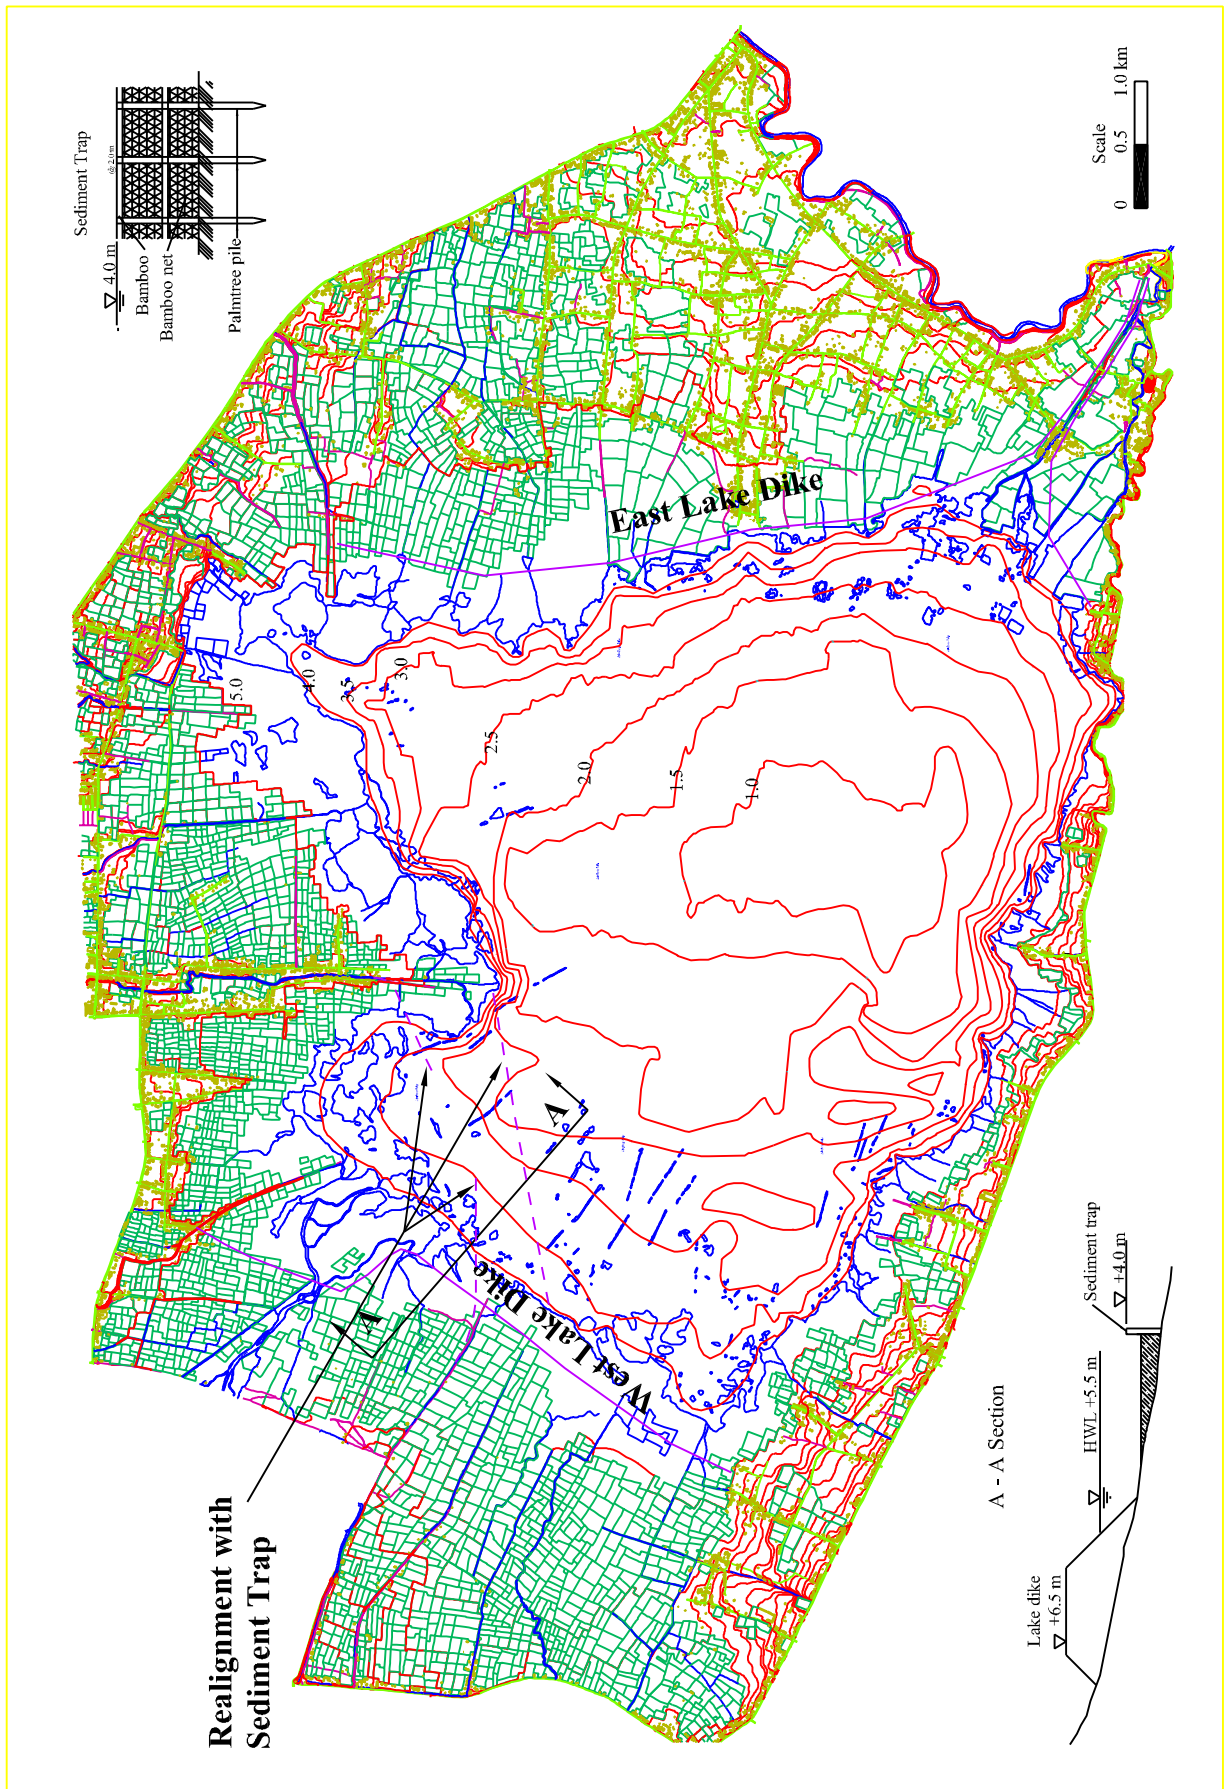 Sediment Trap
4.0 m
Bamboo
Bamboo net
Palmtree pile
Scale
0 0.5 1.0 km
East Lake Dike
West Lake Dike
5.0
4.0
3.5
3.0
2.5
2.0
1.5
1.0
A
A
Realignment with
Sediment Trap
A - A Section
Lake dike
+6.5 m
HWL +5.5 m
Sediment trap
+4.0 m